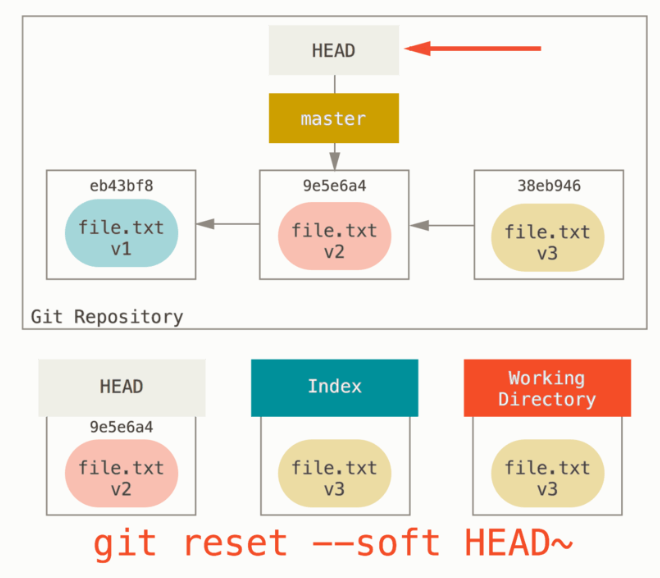 HEAD
master
eb43bf8
9e5e6a4
38eb946
file.txt
v1
file.txt
v2
file.txt
v3
Git Repository
HEAD
Index
Working
Directory
9e5e6a4
file.txt
v2
file.txt
v3
file.txt
v3
git reset --soft HEAD~